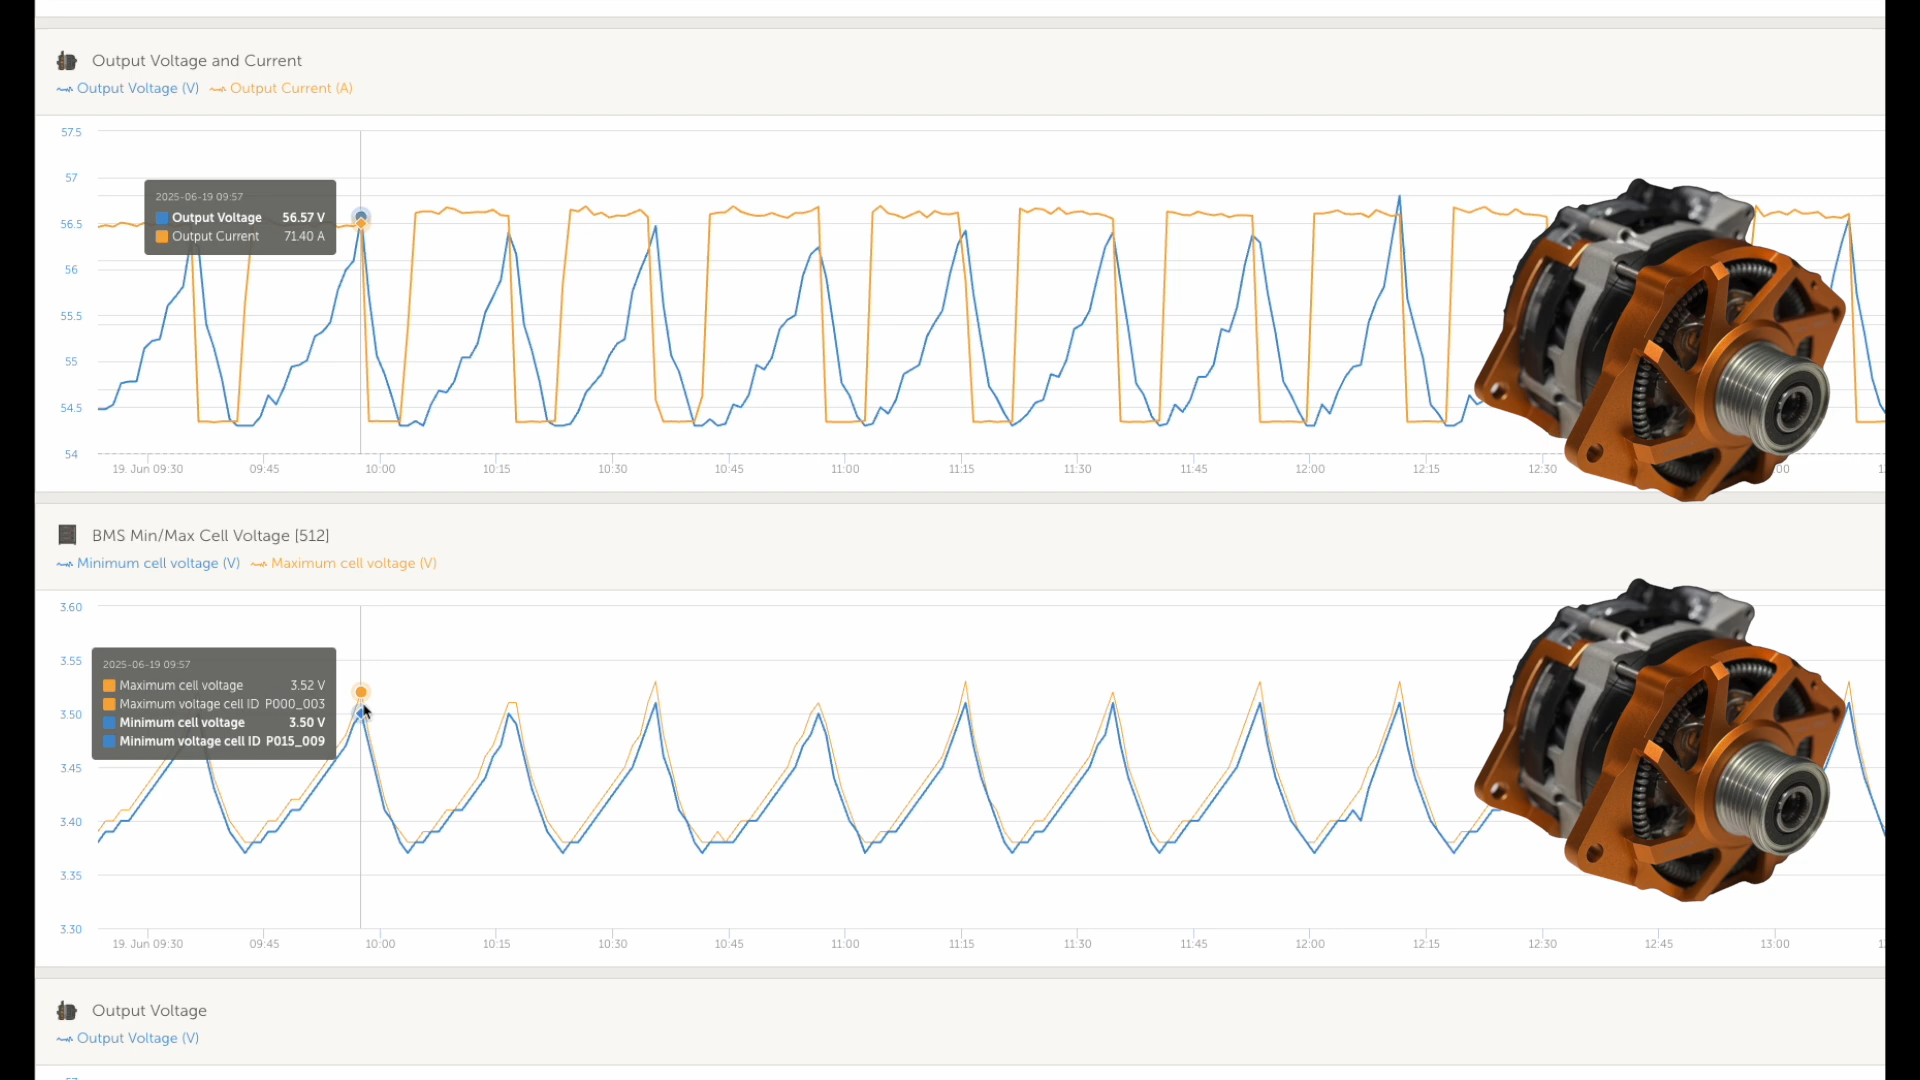 Output Voltage and Current
Output Voltage (V) Output Current (A)
57.5
57
56.5
56
55.5
55
54.5
54
2025-06-19 09:57
Output Voltage 56.57 V
Output Current 71.40 A
19. Jun 09:30 09:45 10:00 10:15 10:30 10:45 11:00 11:15 11:30 11:45 12:00 12:15 12:30 00
BMS Min/Max Cell Voltage [512]
Minimum cell voltage (V) Maximum cell voltage (V)
3.60
3.55
3.50
3.45
3.40
3.35
3.30
2025-06-19 09:57
Maximum cell voltage 3.52 V
Maximum voltage cell ID P000_003
Minimum cell voltage 3.50 V
Minimum voltage cell ID P015_009
19. Jun 09:30 09:45 10:00 10:15 10:30 10:45 11:00 11:15 11:30 11:45 12:00 12:15 12:30 12:45 13:00
Output Voltage
Output Voltage (V)